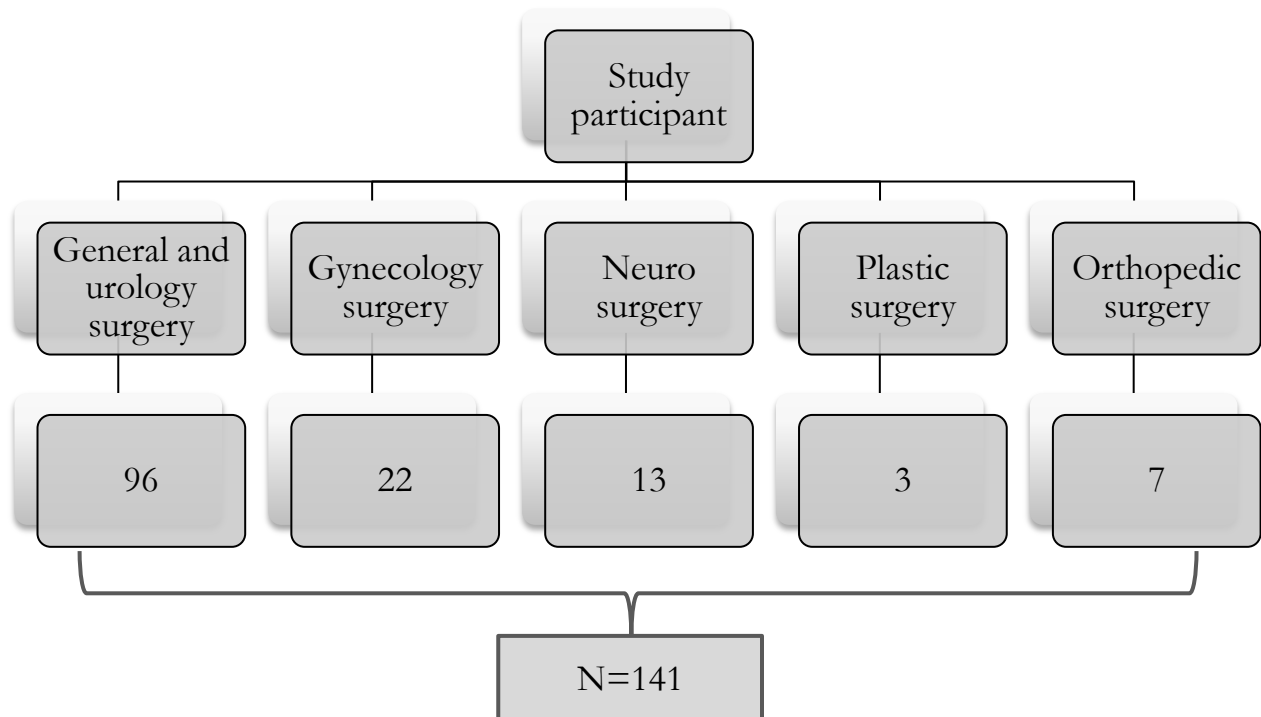 Study
participant
General and
urology
surgery
Gynecology
surgery
Neuro
surgery
Plastic
surgery
Orthopedic
surgery
96
22
13
3
7
N=141